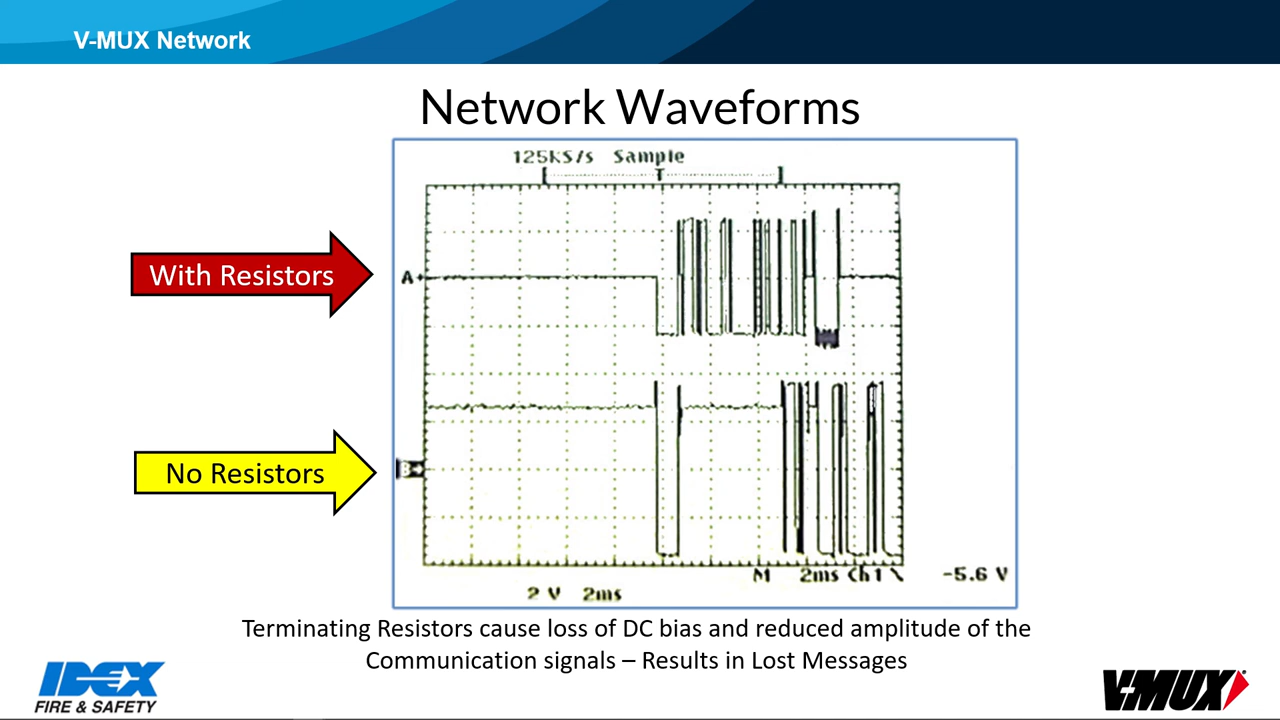 V-MUX Network
Network Waveforms
125KS/s Sample
With Resistors
A
No Resistors
M 2ms Ch1 -5.6 V
2 V 2ms
Terminating Resistors cause loss of DC bias and reduced amplitude of the
Communication signals – Results in Lost Messages
IDEX
FIRE & SAFETY
V-MUX